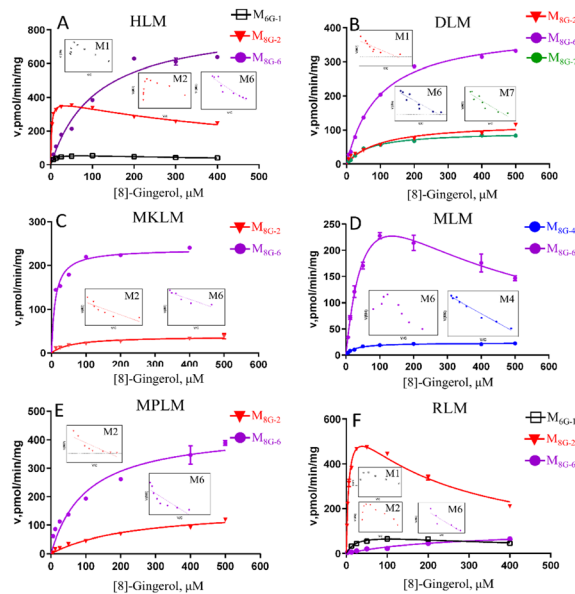 A
HLM
M6G-1
M8G-2
M8G-6
800
600
400
200
0
v,pmol/min/mg
M1
M2
M6
0 100 200 300 400 500
[8]-Gingerol, μM
B
DLM
M8G-2
M8G-6
M8G-7
400
300
200
100
0
v,pmol/min/mg
M1
M6
M7
0 100 200 300 400 500 600
[8]-Gingerol, μM
C
MKLM
M8G-2
M8G-6
300
200
100
0
v,pmol/min/mg
M2
M6
0 100 200 300 400 500 600
[8]-Gingerol, μM
D
MLM
M8G-4
M8G-6
250
200
150
100
50
0
v,pmol/min/mg
M6
M4
0 100 200 300 400 500 600
[8]-Gingerol, μM
E
MPLM
M8G-2
M8G-6
500
400
300
200
100
0
v,pmol/min/mg
M2
M6
0 100 200 300 400 500 600
[8]-Gingerol, μM
F
RLM
M6G-1
M8G-2
M8G-6
600
400
200
0
v,pmol/min/mg
M1
M2
M6
0 100 200 300 400 500
[8]-Gingerol, μM